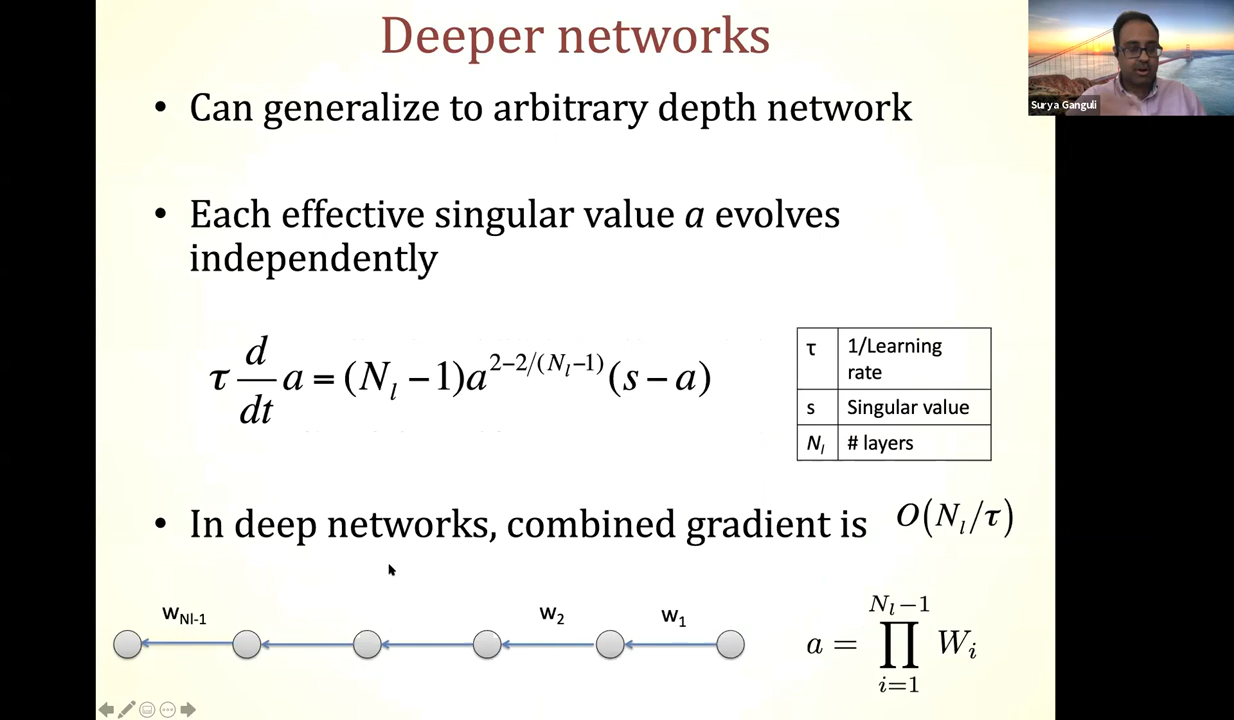 Deeper networks
Surya Ganguli
• Can generalize to arbitrary depth network
• Each effective singular value a evolves
independently
τ d/dt a = (N_l − 1)a^{2−2/(N_l−1)}(s − a)
τ 1/Learning
rate
s Singular value
N_l # layers
• In deep networks, combined gradient is O(N_l/τ)
W_{Nl-1} W_2 W_1
a = ∏_{i=1}^{N_l−1} W_i